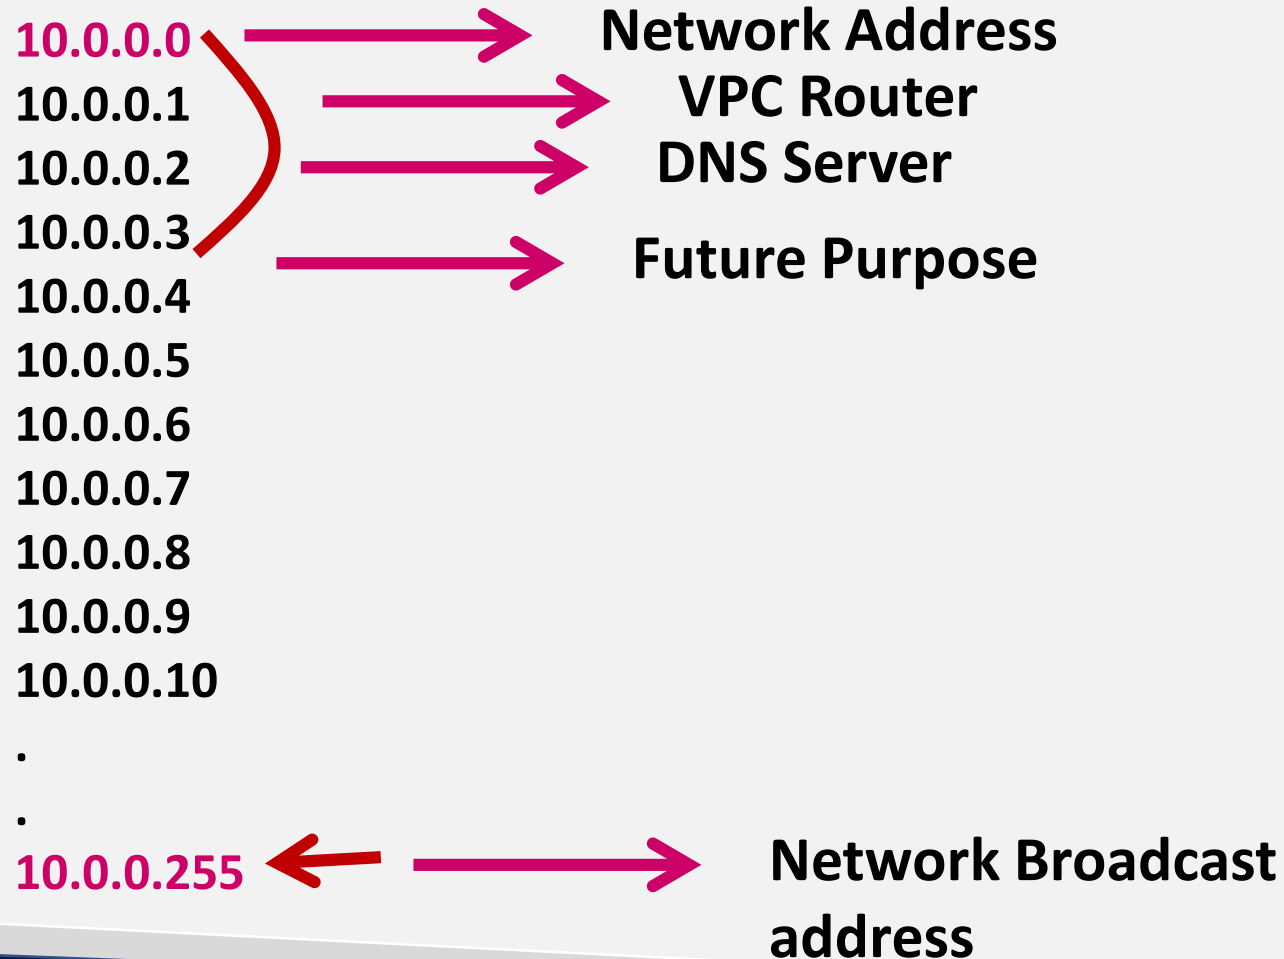 10.0.0.0 Network Address
10.0.0.1 VPC Router
10.0.0.2 DNS Server
10.0.0.3 Future Purpose
10.0.0.4
10.0.0.5
10.0.0.6
10.0.0.7
10.0.0.8
10.0.0.9
10.0.0.10
.
.
10.0.0.255 Network Broadcast
address